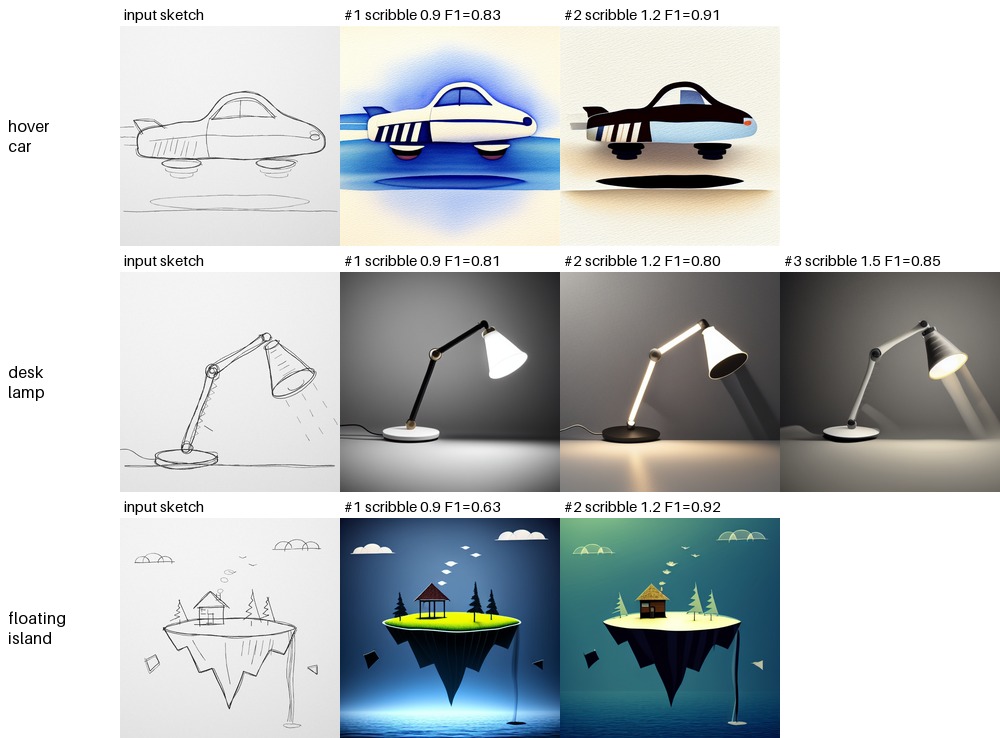 input sketch
#1 scribble 0.9 F1=0.83
#2 scribble 1.2 F1=0.91
hover
car
input sketch
#1 scribble 0.9 F1=0.81
#2 scribble 1.2 F1=0.80
#3 scribble 1.5 F1=0.85
desk
lamp
input sketch
#1 scribble 0.9 F1=0.63
#2 scribble 1.2 F1=0.92
floating
island